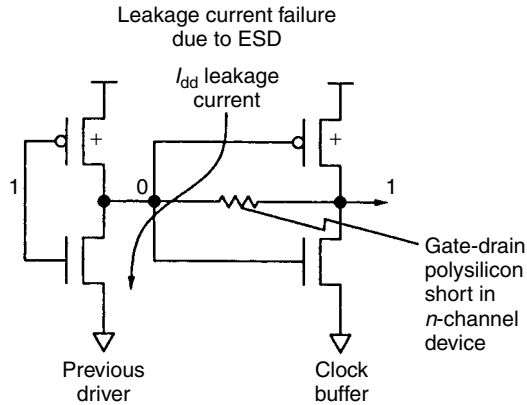 Leakage current failure
due to ESD
Idd leakage
current
+
+
1
0
1
Gate-drain
polysilicon
short in
n-channel
device
Previous
driver
Clock
buffer